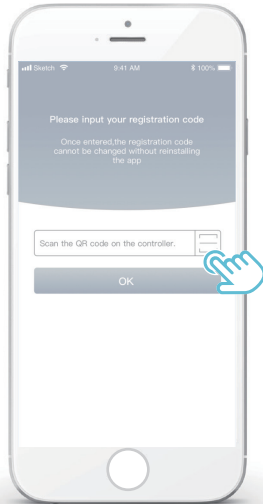 Sketch 9:41 AM 100%
Please input your registration code
Once entered,the registration code
cannot be changed without reinstalling
the app
Scan the QR code on the controller.
OK